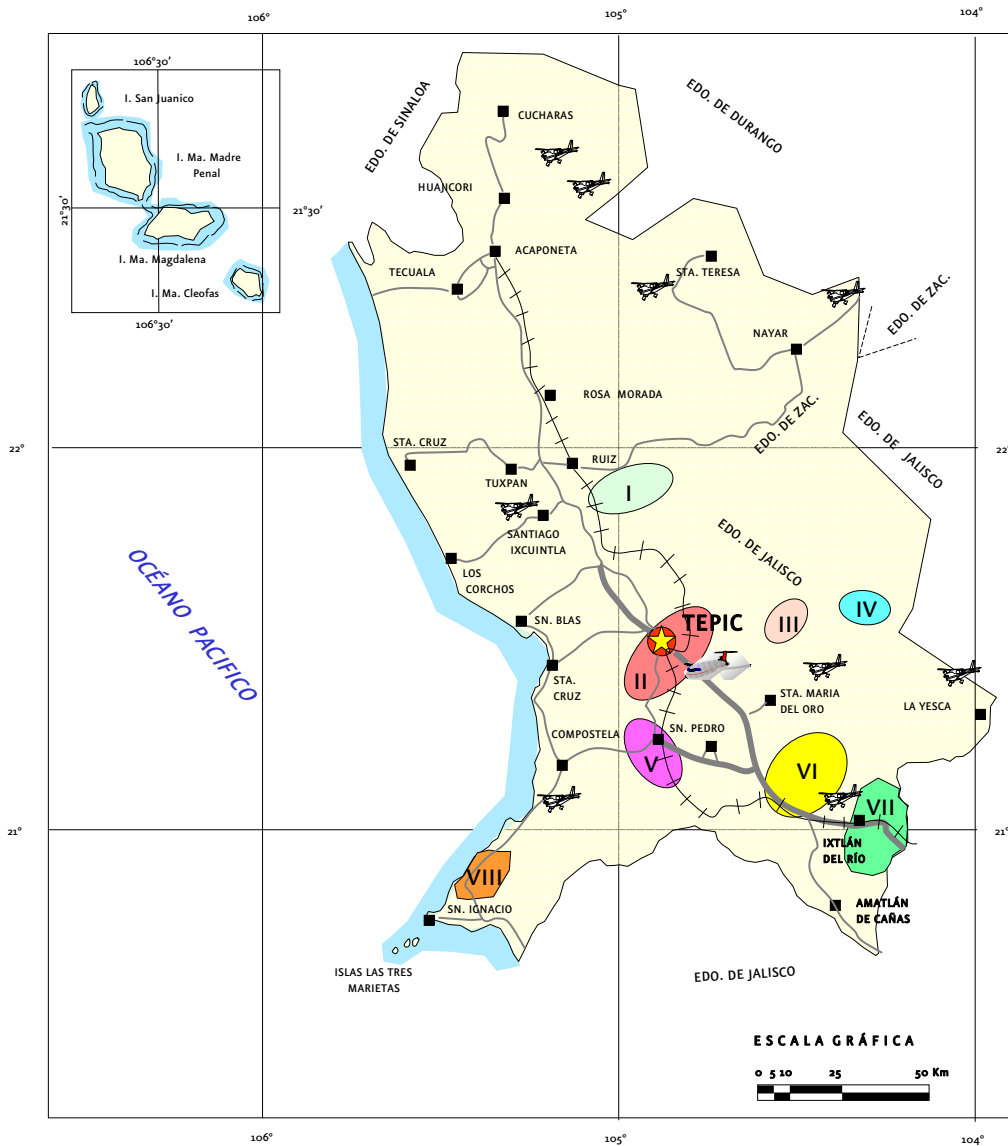 106°
105°
104°
106°30'
I. San Juanico
I. Ma. Madre
Penal
21°30'
21°30'
I. Ma. Magdalena
I. Ma. Cleofas
106°30'
EDO. DE SINALOA
EDO. DE DURANGO
CUCHARAS
HUAJICORI
ACAPONETA
TECUALA
STA. TERESA
EDO. DE ZAC.
NAYAR
ROSA MORADA
EDO. DE ZAC.
EDO. DE JALISCO
22°
22
STA. CRUZ
RUIZ
TUXPAN
I
SANTIAGO
IXCUINTLA
EDO. DE JALISCO
LOS
CORCHOS
OCÉANO PACIFICO
SN. BLAS
TEPIC
III
IV
II
STA.
CRUZ
STA. MARIA
DEL ORO
LA YESCA
COMPOSTELA
SN. PEDRO
V
VI
VII
21°
21°
IXTLÁN
DEL RÍO
VIII
SN. IGNACIO
AMATLÁN
DE CAÑAS
ISLAS LAS TRES
MARIETAS
EDO. DE JALISCO
ESCALA GRÁFICA
0 5 10 25 50 Km
106°
105°
104°